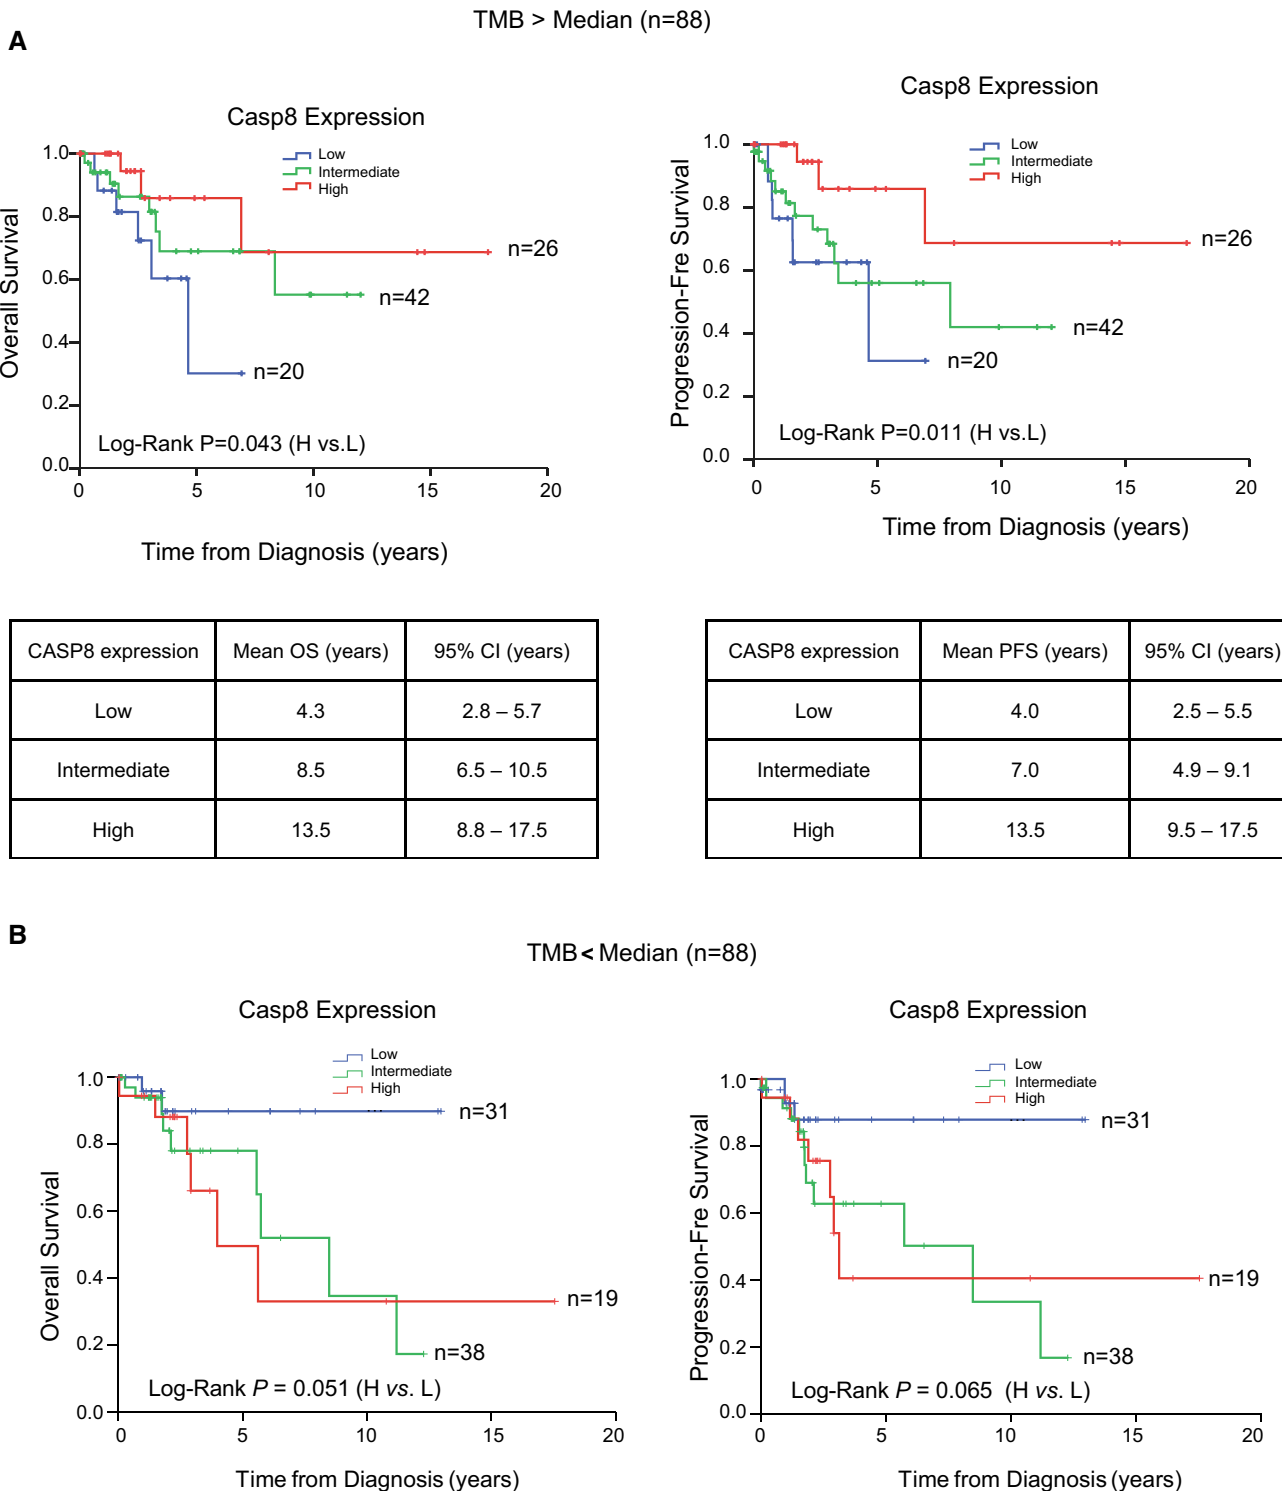 A
TMB > Median (n=88)
Casp8 Expression
Low
Intermediate
High
1.0
0.8
0.6
0.4
0.2
0.0
Overall Survival
n=26
n=42
n=20
Log-Rank P=0.043 (H vs.L)
0 5 10 15 20
Time from Diagnosis (years)
Casp8 Expression
Low
Intermediate
High
1.0
0.8
0.6
0.4
0.2
0.0
Progression-Fre Survival
n=26
n=42
n=20
Log-Rank P=0.011 (H vs.L)
0 5 10 15 20
Time from Diagnosis (years)
CASP8 expression Mean OS (years) 95% CI (years)
Low 4.3 2.8 – 5.7
Intermediate 8.5 6.5 – 10.5
High 13.5 8.8 – 17.5
CASP8 expression Mean PFS (years) 95% CI (years)
Low 4.0 2.5 – 5.5
Intermediate 7.0 4.9 – 9.1
High 13.5 9.5 – 17.5
B
TMB < Median (n=88)
Casp8 Expression
Low
Intermediate
High
1.0
0.8
0.6
0.4
0.2
0.0
Overall Survival
n=31
n=19
n=38
Log-Rank P = 0.051 (H vs. L)
0 5 10 15 20
Time from Diagnosis (years)
Casp8 Expression
Low
Intermediate
High
1.0
0.8
0.6
0.4
0.2
0.0
Progression-Fre Survival
n=31
n=19
n=38
Log-Rank P = 0.065 (H vs. L)
0 5 10 15 20
Time from Diagnosis (years)